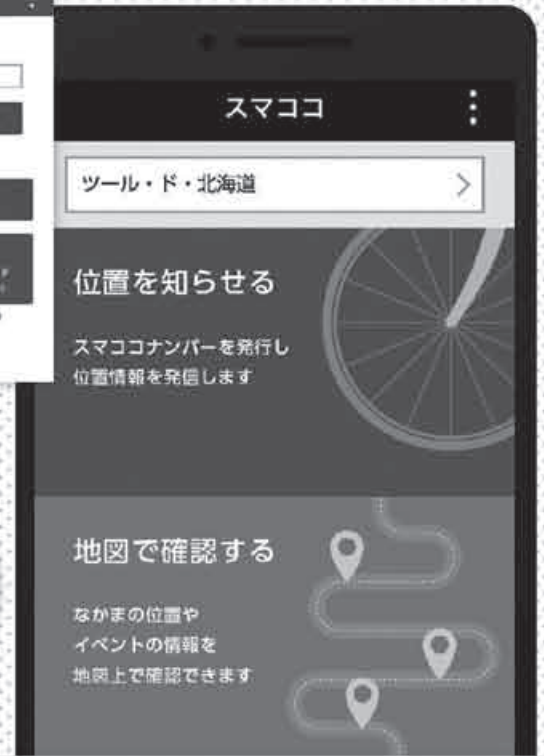 スマココ
ツール・ド・北海道
位置を知らせる
スマココナンバーを発行し
位置情報を発信します
地図で確認する
なかまの位置や
イベントの情報を
地図上で確認できます